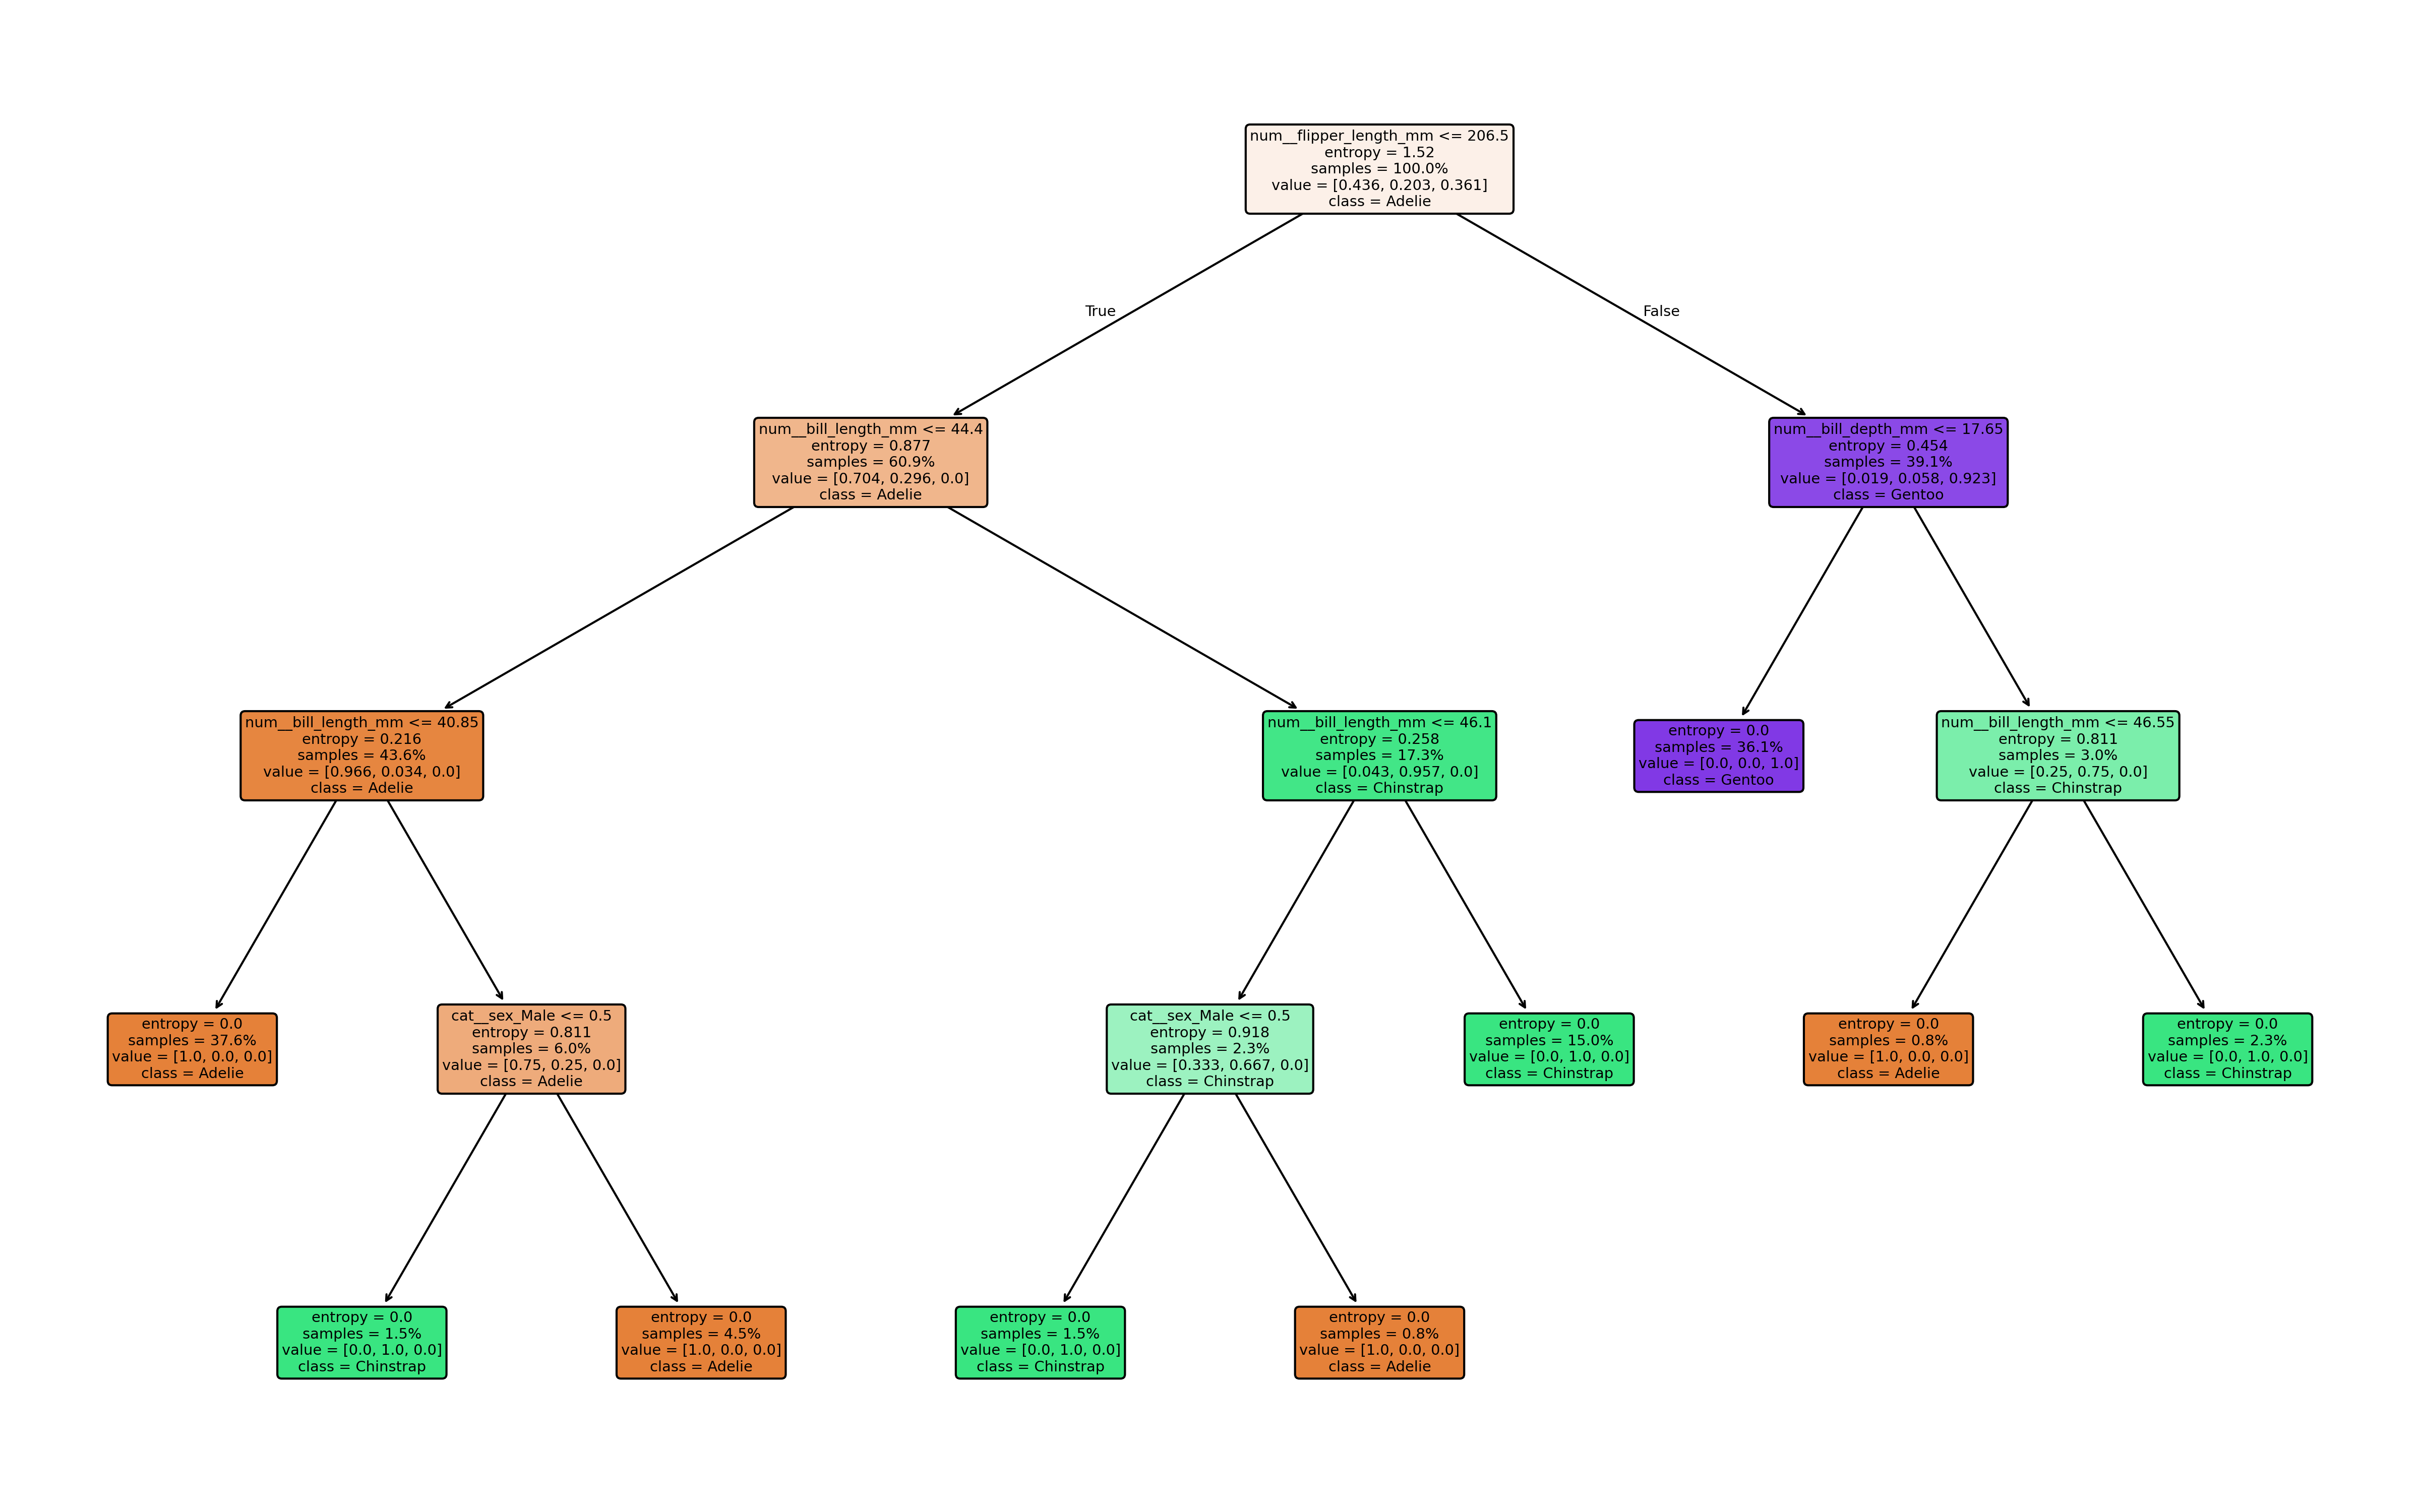 num__flipper_length_mm <= 206.5
entropy = 1.52
samples = 100.0%
value = [0.436, 0.203, 0.361]
class = Adelie
True
False
num__bill_length_mm <= 44.4
entropy = 0.877
samples = 60.9%
value = [0.704, 0.296, 0.0]
class = Adelie
num__bill_depth_mm <= 17.65
entropy = 0.454
samples = 39.1%
value = [0.019, 0.058, 0.923]
class = Gentoo
num__bill_length_mm <= 40.85
entropy = 0.216
samples = 43.6%
value = [0.966, 0.034, 0.0]
class = Adelie
num__bill_length_mm <= 46.1
entropy = 0.258
samples = 17.3%
value = [0.043, 0.957, 0.0]
class = Chinstrap
entropy = 0.0
samples = 36.1%
value = [0.0, 0.0, 1.0]
class = Gentoo
num__bill_length_mm <= 46.55
entropy = 0.811
samples = 3.0%
value = [0.25, 0.75, 0.0]
class = Chinstrap
entropy = 0.0
samples = 37.6%
value = [1.0, 0.0, 0.0]
class = Adelie
cat__sex_Male <= 0.5
entropy = 0.811
samples = 6.0%
value = [0.75, 0.25, 0.0]
class = Adelie
cat__sex_Male <= 0.5
entropy = 0.918
samples = 2.3%
value = [0.333, 0.667, 0.0]
class = Chinstrap
entropy = 0.0
samples = 15.0%
value = [0.0, 1.0, 0.0]
class = Chinstrap
entropy = 0.0
samples = 0.8%
value = [1.0, 0.0, 0.0]
class = Adelie
entropy = 0.0
samples = 2.3%
value = [0.0, 1.0, 0.0]
class = Chinstrap
entropy = 0.0
samples = 1.5%
value = [0.0, 1.0, 0.0]
class = Chinstrap
entropy = 0.0
samples = 4.5%
value = [1.0, 0.0, 0.0]
class = Adelie
entropy = 0.0
samples = 1.5%
value = [0.0, 1.0, 0.0]
class = Chinstrap
entropy = 0.0
samples = 0.8%
value = [1.0, 0.0, 0.0]
class = Adelie